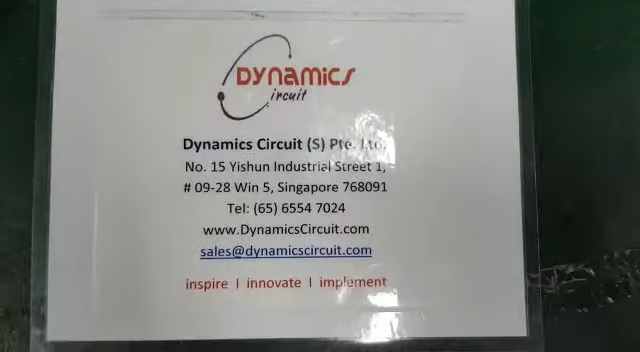 DYNAMICS
ircuit
Dynamics Circuit (S) Pte. Ltd.
No. 15 Yishun Industrial Street 1,
# 09-28 Win 5, Singapore 768091
Tel: (65) 6554 7024
www.DynamicsCircuit.com
sales@dynamicscircuit.com
inspire I innovate I implement